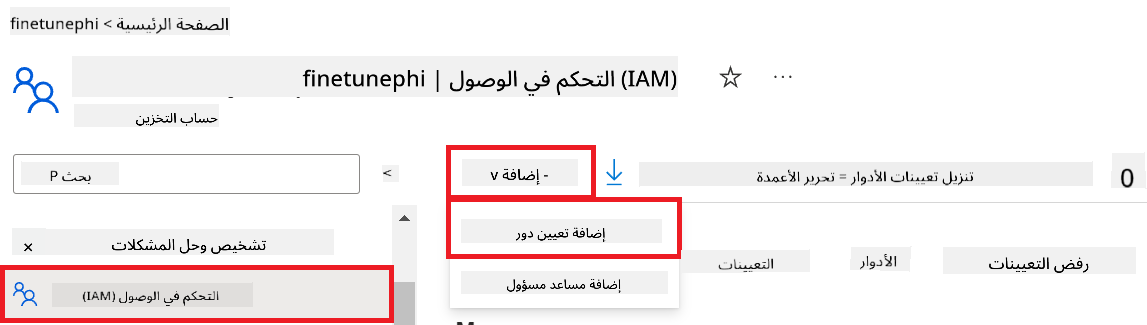 الصفحة الرئيسية > finetunephi
finetunephi | التحكم في الوصول (IAM)
حساب التخزين
بحث P
>
- إضافة v
تنزيل تعيينات الأدوار = تحرير الأعمدة
0
× تشخيص وحل المشكلات
التحكم في الوصول (IAM)
إضافة تعيين دور
إضافة مساعد مسؤول
التعيينات
الأدوار
رفض التعيينات